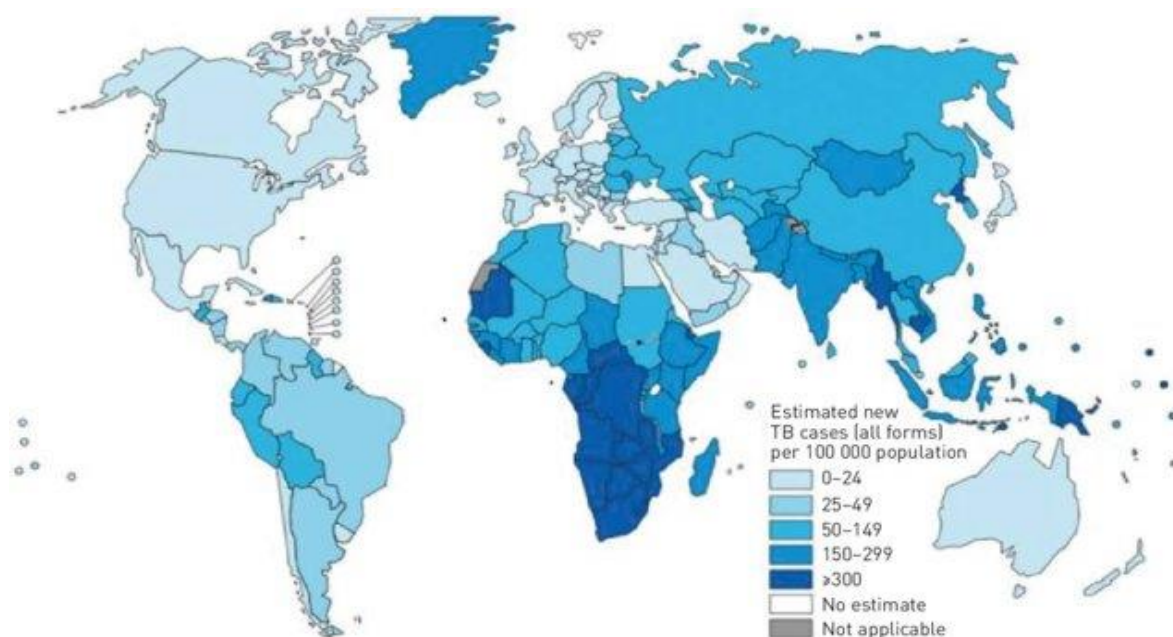 Estimated new
TB cases (all forms)
per 100 000 population
0–24
25–49
50–149
150–299
≥300
No estimate
Not applicable